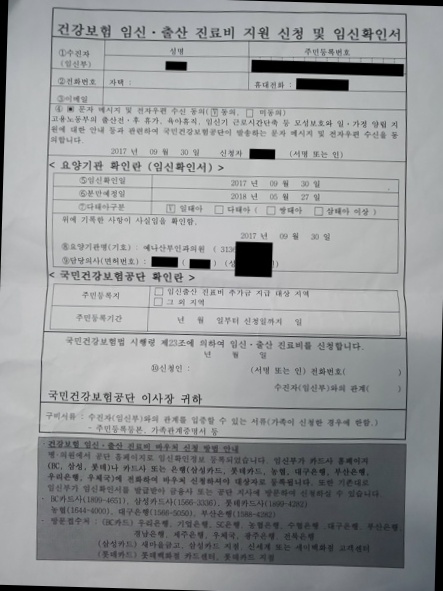 건강보험 임신·출산 진료비 지원 신청 및 임신확인서
①수진자
(임신부)
성명
주민등록번호
②전화번호
자택 :
휴대전화 :
③이메일
④ 문자 메시지 및 전자우편 수신 동의( 동의, 미동의)
고용노동부의 출산전·후 휴가, 육아휴직, 임신기 근로시간단축 등 모성보호와 일·가정 양립 지
원에 대한 안내 등과 관련하여 국민건강보험공단이 발송하는 문자 메시지 및 전자우편 수신을 동
의합니다.
2017 년 09 월 30 일 신청자 (서명 또는 인)
< 요양기관 확인란 (임신확인서) >
⑤임신확인일
2017 년 09 월 30 일
⑥분만예정일
2018 년 05 월 27 일
⑦다태아구분
일태아 다태아 ( 쌍태아 삼태아 이상 )
위에 기록한 사항이 사실임을 확인함.
2017 년 09 월 30 일
⑧요양기관명(기호) : 예나산부인과의원 ( 3136
⑨담당의사(면허번호) :
< 국민건강보험공단 확인란 >
주민등록지
임신출산 진료비 추가금 지급 대상 지역
그 외 지역
주민등록기간
년 월 일부터 신청일까지 일
국민건강보험법 시행령 제23조에 의하여 임신·출산 진료비를 신청합니다.
년 월 일
⑩신청인 : (서명 또는 인) 전화번호( )
수진자(임신부)와의 관계( )
국민건강보험공단 이사장 귀하
구비서류 : 수진자(임신부)와의 관계를 입증할 수 있는 서류(가족이 신청한 경우에 한함.)
- 주민등록등본, 가족관계증명서 등
건강보험 임신·출산 진료비 바우처 신청 방법 안내
병·의원에서 공단 홈페이지로 임신확인정보 등록되었습니다. 임신부가 카드사 홈페이지
(BC, 삼성, 롯데)나 카드사 또는 은행(삼성카드, 롯데카드, 농협, 대구은행, 부산은행,
우리은행, 우체국)에 전화하여 바우처 신청하셔야 대상자로 등록됩니다. 또한 기존대로
임신부가 임신확인서를 발급받아 금융사 또는 공단 지사에 방문하여 신청하실 수 있습니다
- BC카드사(1899-4651), 삼성카드사(1566-3336), 롯데카드사(1899-4282)
농협(1644-4000), 대구은행(1588-5050), 부산은행(1588-4282)
- 방문접수처 : (BC카드) 우리은행, 기업은행, SC은행, 농협은행, 수협은행, 대구은행, 부산은행
경남은행, 제주은행, 우체국, 광주은행, 전북은행
(삼성카드) 새마을금고, 삼성카드 지점, 신세계 또는 세이백화점 고객센터
(롯데카드) 롯데백화점 카드센터, 롯데카드 지점